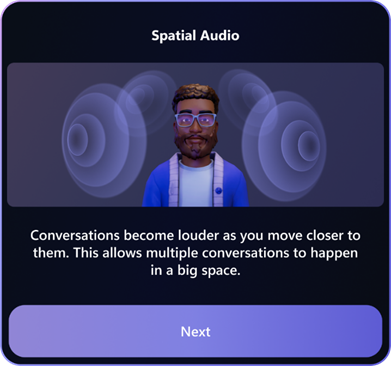 Spatial Audio
Conversations become louder as you move closer to
them. This allows multiple conversations to happen
in a big space.
Next